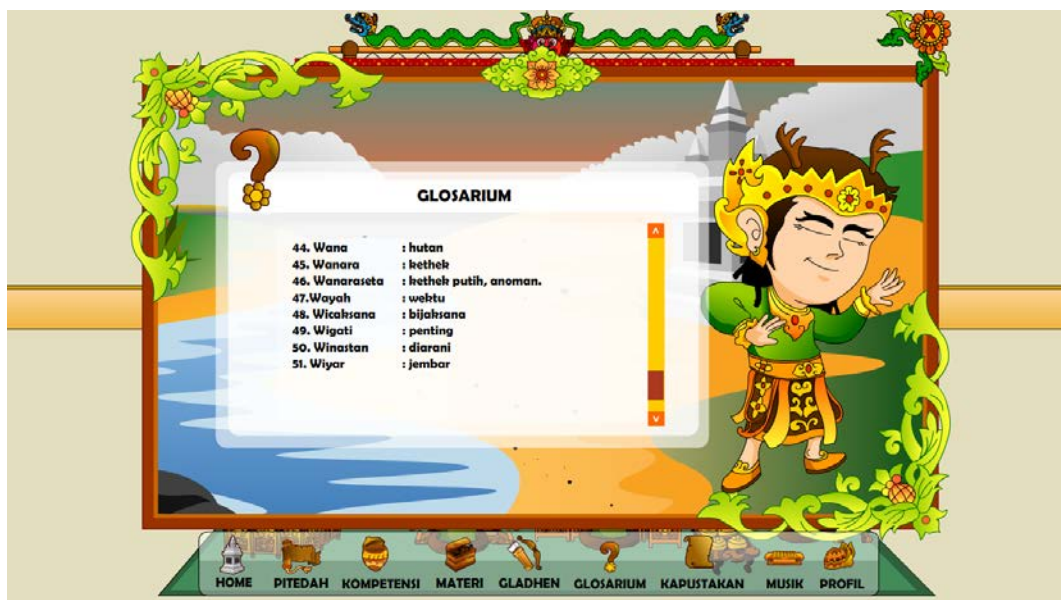 X
GLOSARIUM
44. Wana : hutan
45. Wanara : kethek
46. Wanaraseta : kethek putih, anoman.
47.Wayah : wektu
48. Wicaksana : bijaksana
49. Wigati : penting
50. Winastan : diarani
51. Wiyar : jembar
HOME PITEDAH KOMPETENSI MATERI GLADHEN GLOSARIUM KAPUSTAKAN MUSIK PROFIL